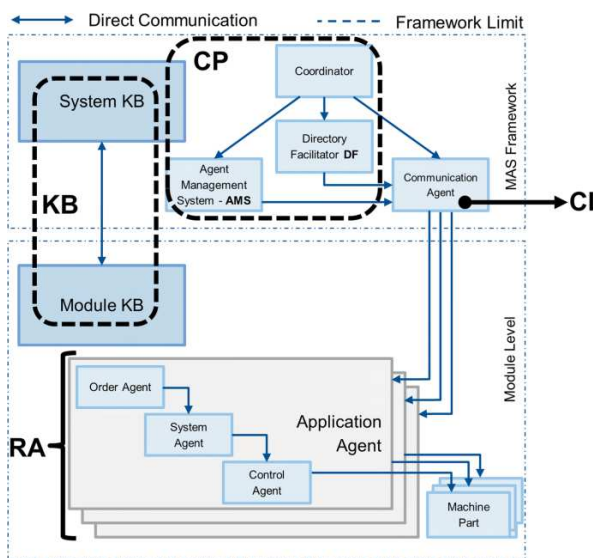 Direct Communication
Framework Limit
CP
Coordinator
System KB
Directory
Facilitator DF
Agent
Management
System - AMS
Communication
Agent
MAS Framework
KB
CI
Module KB
Module Level
Order Agent
System
Agent
Application
Agent
RA
Control
Agent
Machine
Part